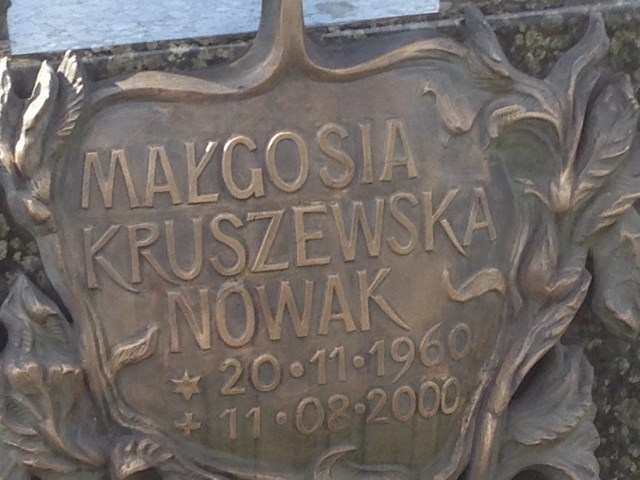 MAŁGOSIA
KRUSZEWSKA
NOWAK
* 20·11·1960
+ 11·08·2000